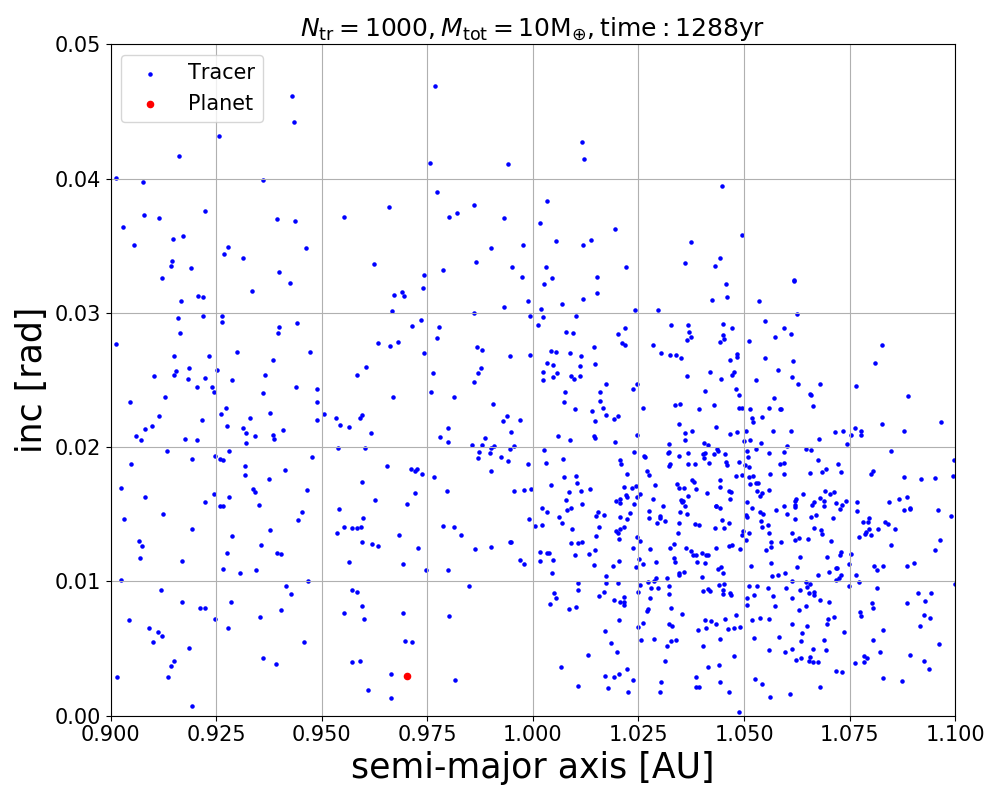 N_tr = 1000, M_tot = 10M_⊕, time : 1288yr
Tracer
Planet
0.05
0.04
0.03
0.02
0.01
0.00
inc [rad]
0.900 0.925 0.950 0.975 1.000 1.025 1.050 1.075 1.100
semi-major axis [AU]